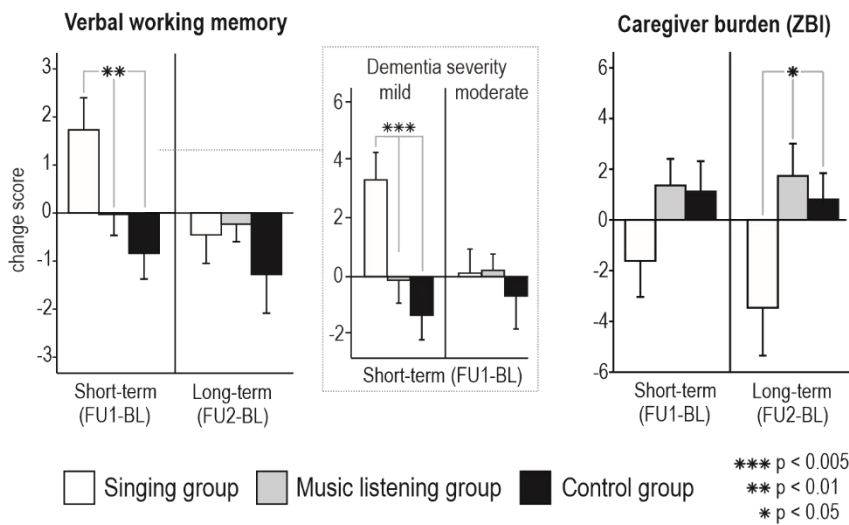 Verbal working memory
3
2
1
0
-1
-2
-3
change score
**
Short-term
(FU1-BL)
Long-term
(FU2-BL)
Dementia severity
mild
moderate
6
4
2
0
-2
***
Short-term (FU1-BL)
Caregiver burden (ZBI)
6
4
2
0
-2
-4
-6
*
Short-term
(FU1-BL)
Long-term
(FU2-BL)
Singing group
Music listening group
Control group
*** p < 0.005
** p < 0.01
* p < 0.05